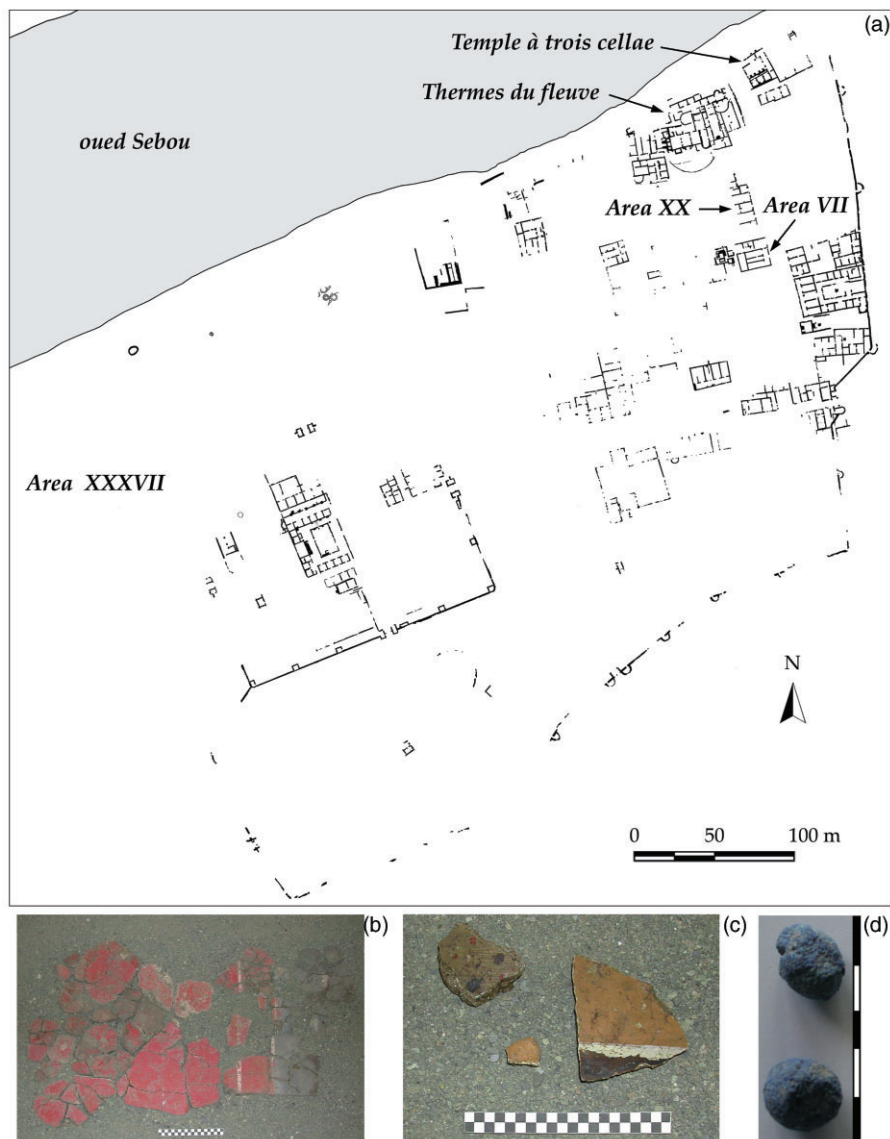 (a)
Temple à trois cellae
Thermes du fleuve
oued Sebou
Area XX
Area VII
Area XXXVII
N
0 50 100 m
(b)
(c)
(d)